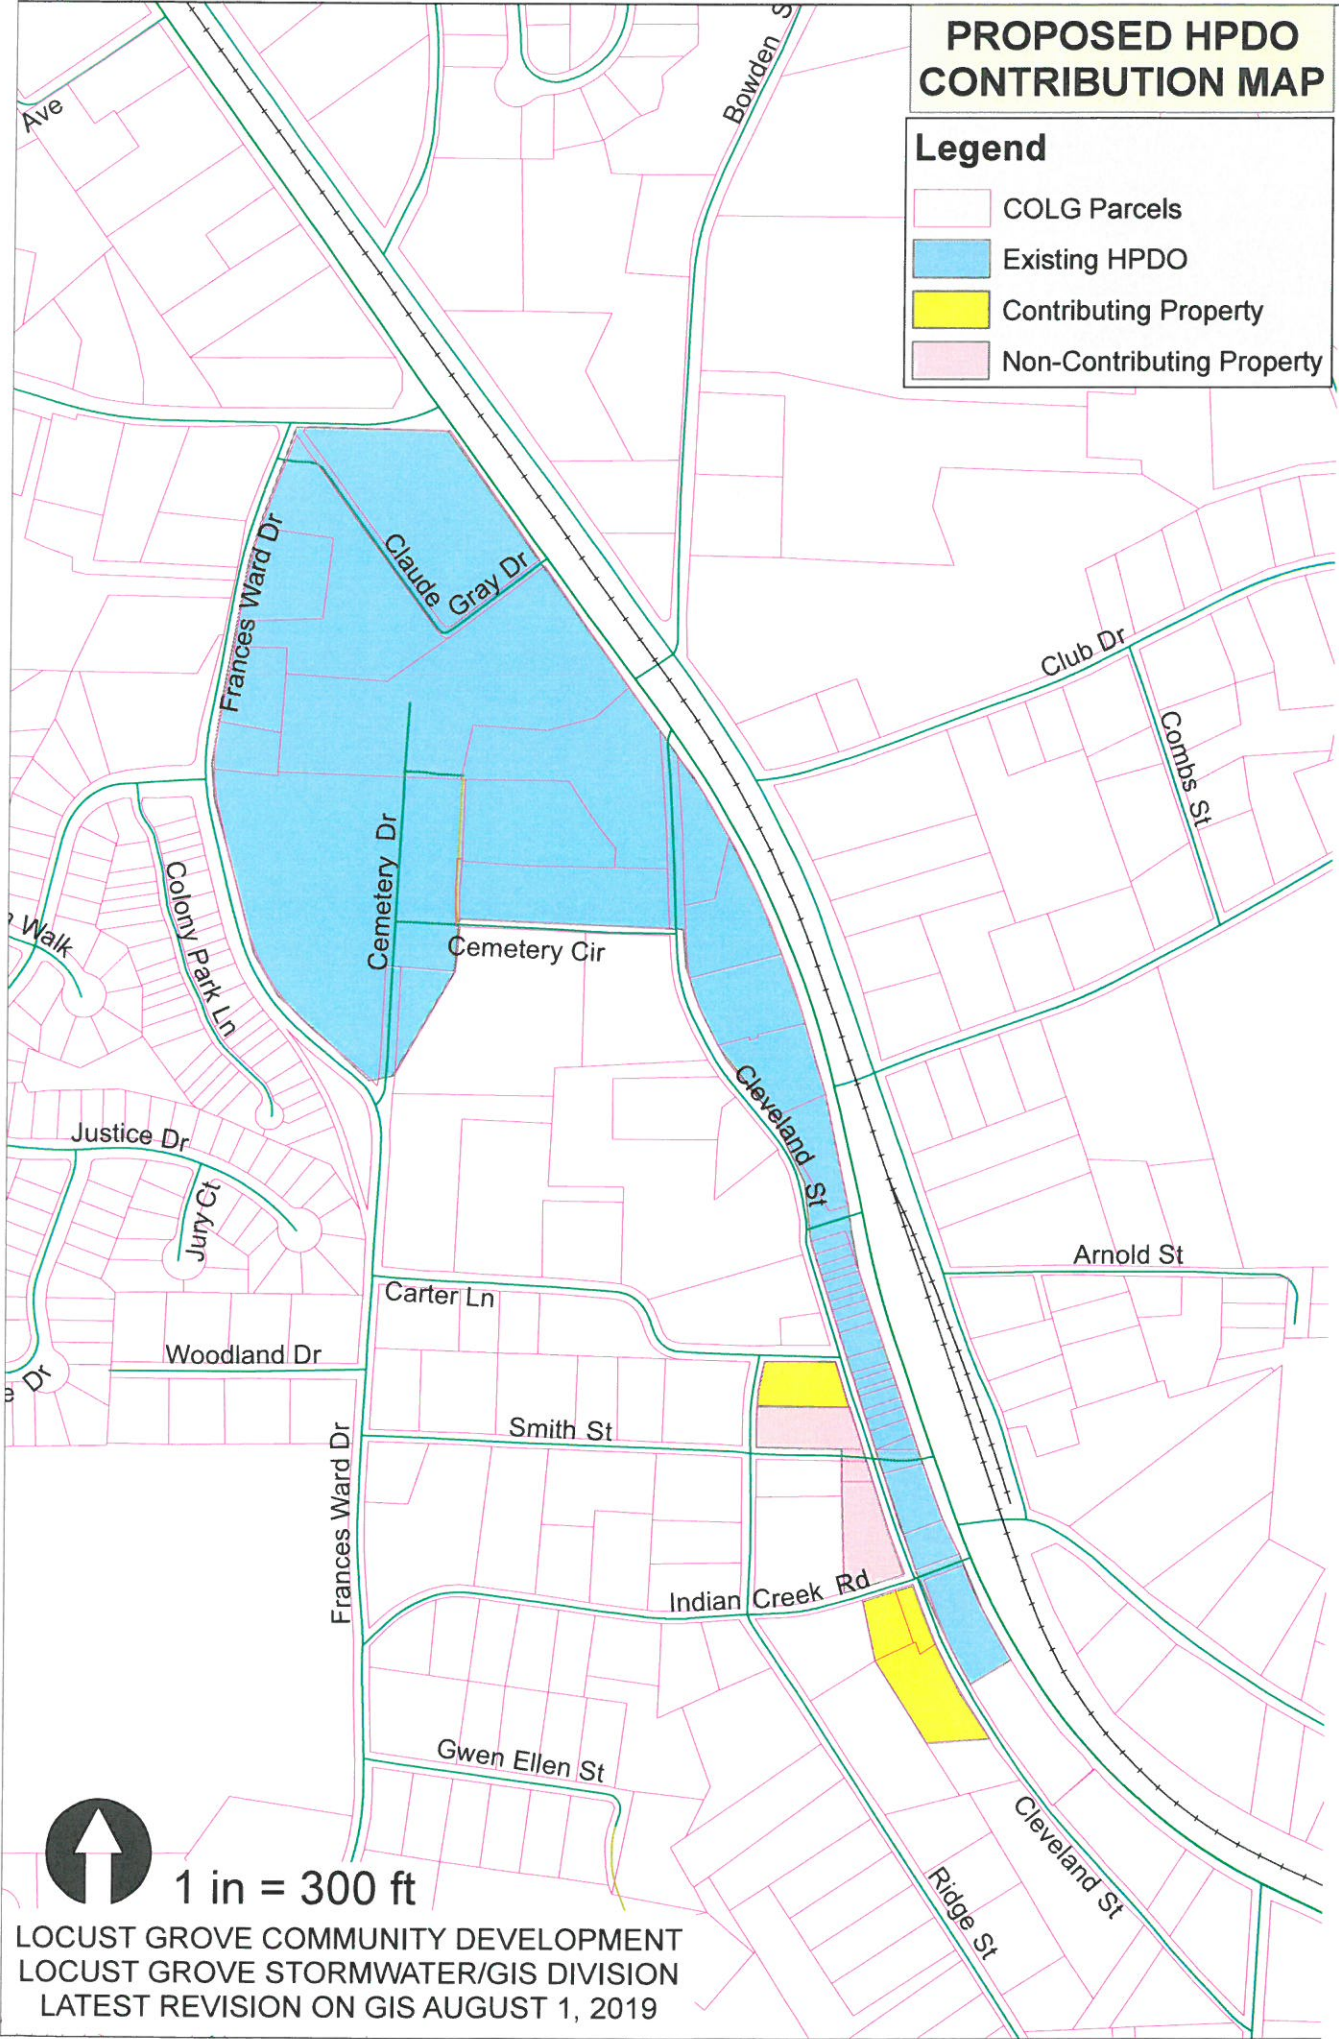 PROPOSED HPDO
CONTRIBUTION MAP
Legend
COLG Parcels
Existing HPDO
Contributing Property
Non-Contributing Property
Ave
Bowden S
Claude Gray Dr
Frances Ward Dr
Club Dr
Combs St
Cemetery Dr
Colony Park Ln
Walk
Cemetery Cir
Cleveland St
Justice Dr
Jury Ct
Arnold St
Carter Ln
Woodland Dr
e Dr
Smith St
Frances Ward Dr
Indian Creek Rd
Gwen Ellen St
Cleveland St
Ridge St
1 in = 300 ft
LOCUST GROVE COMMUNITY DEVELOPMENT
LOCUST GROVE STORMWATER/GIS DIVISION
LATEST REVISION ON GIS AUGUST 1, 2019